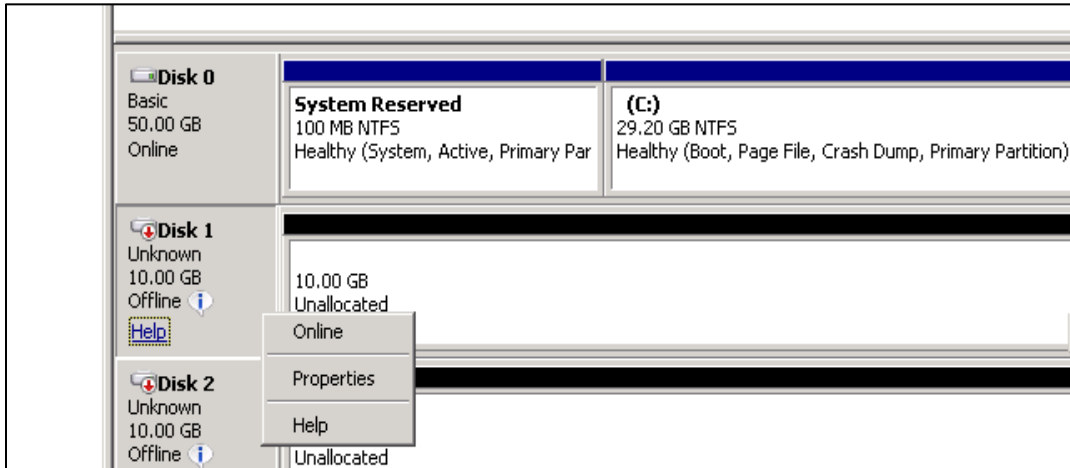 Disk 0
Basic
50.00 GB
Online
System Reserved
100 MB NTFS
Healthy (System, Active, Primary Par
(C:)
29.20 GB NTFS
Healthy (Boot, Page File, Crash Dump, Primary Partition)
Disk 1
Unknown
10.00 GB
Offline
Help
10.00 GB
Unallocated
Online
Properties
Help
Disk 2
Unknown
10.00 GB
Offline
Unallocated